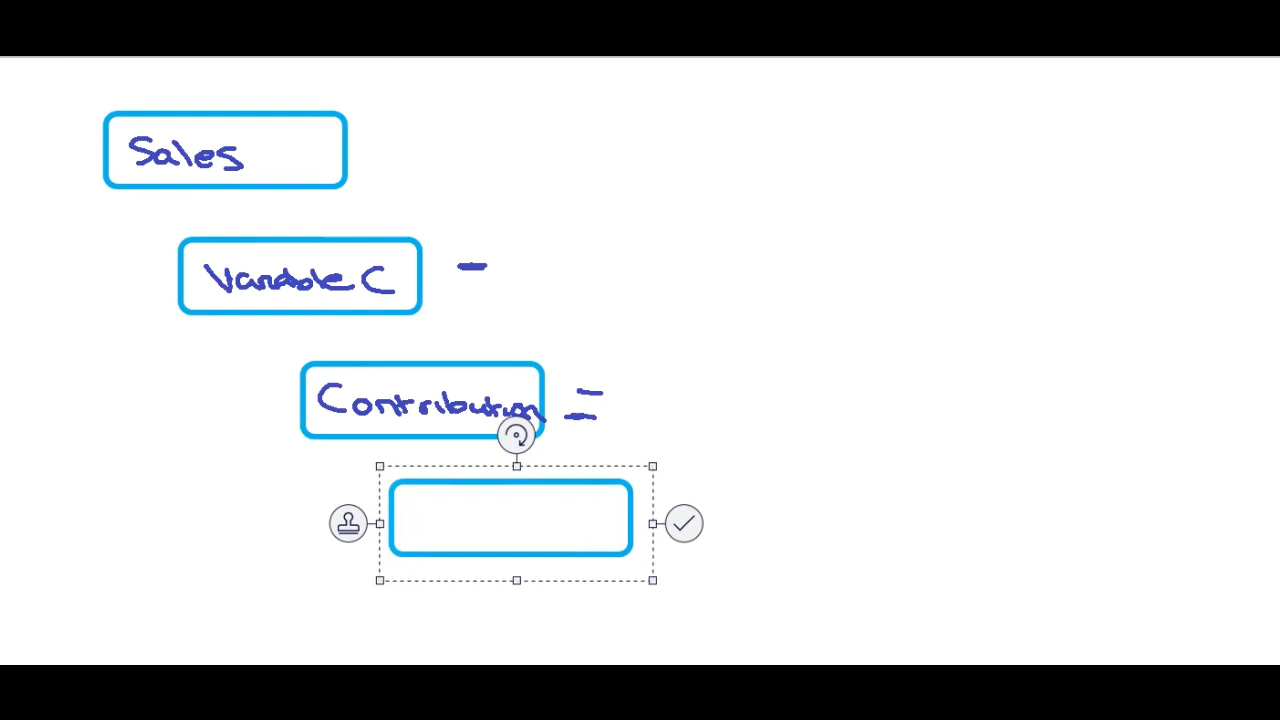 Sales
Variable C -
Contribution =